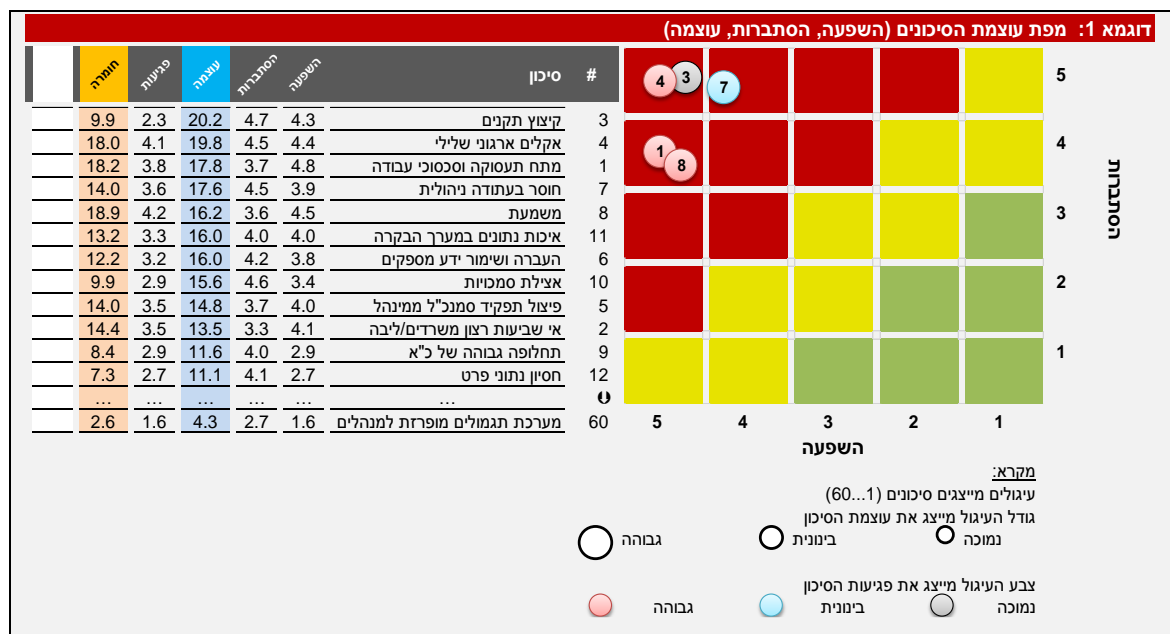 דוגמא 1: מפת עוצמת הסיכונים (השפעה, הסתברות, עוצמה)
# סיכון השפעה הסתברות עוצמה פגיעות חומרה
3 קיצוץ תקנים 4.3 4.7 20.2 2.3 9.9
4 אקלים ארגוני שלילי 4.4 4.5 19.8 4.1 18.0
1 מתח תעסוקה וסכסוכי עבודה 4.8 3.7 17.8 3.8 18.2
7 חוסר בעתודה ניהולית 3.9 4.5 17.6 3.6 14.0
8 משמעת 4.5 3.6 16.2 4.2 18.9
11 איכות נתונים במערך הבקרה 4.0 4.0 16.0 3.3 13.2
6 העברה ושימור ידע מספקים 3.8 4.2 16.0 3.2 12.2
10 אצילת סמכויות 3.4 4.6 15.6 2.9 9.9
5 פיצול תפקיד סמנכ"ל ממינהל 4.0 3.7 14.8 3.5 14.0
2 אי שביעות רצון משרדים/ליבה 4.1 3.3 13.5 3.5 14.4
9 תחלופה גבוהה של כ"א 2.9 4.0 11.6 2.9 8.4
12 חסיון נתוני פרט 2.7 4.1 11.1 2.7 7.3
… … … … … …
60 מערכת תגמולים מופרזת למנהלים 1.6 2.7 4.3 1.6 2.6
הסתברות
5
4
3
2
1
4 3 7
1 8
5 4 3 2 1
השפעה
מקרא:
עיגולים מייצגים סיכונים (1...60)
גודל העיגול מייצג את עוצמת הסיכון
נמוכה בינונית גבוהה
צבע העיגול מייצג את פגיעות הסיכון
נמוכה בינונית גבוהה